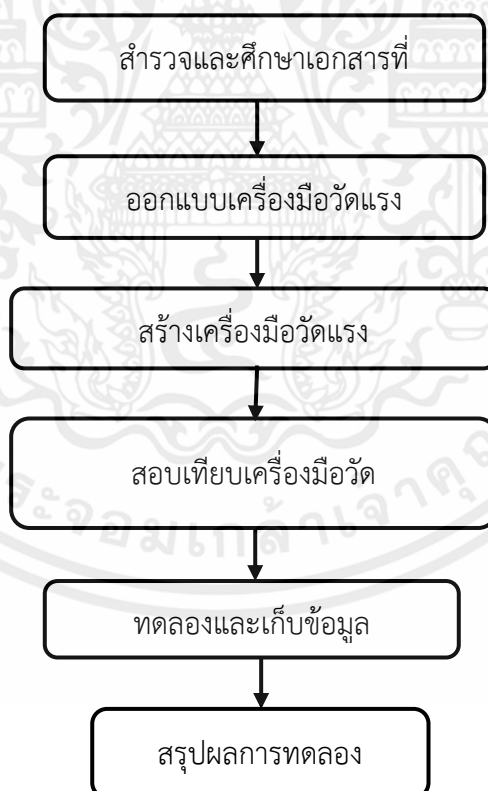 สำรวจและศึกษาเอกสารที่
ออกแบบเครื่องมือวัดแรง
สร้างเครื่องมือวัดแรง
สอบเทียบเครื่องมือวัด
ทดลองและเก็บข้อมูล
สรุปผลการทดลอง